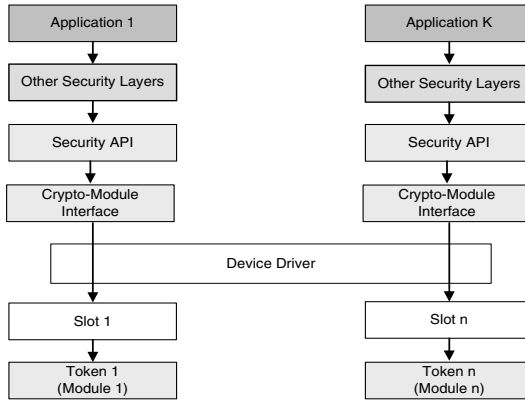 Application 1
Application K
Other Security Layers
Other Security Layers
Security API
Security API
Crypto-Module
Interface
Crypto-Module
Interface
Device Driver
Slot 1
Slot n
Token 1
(Module 1)
Token n
(Module n)